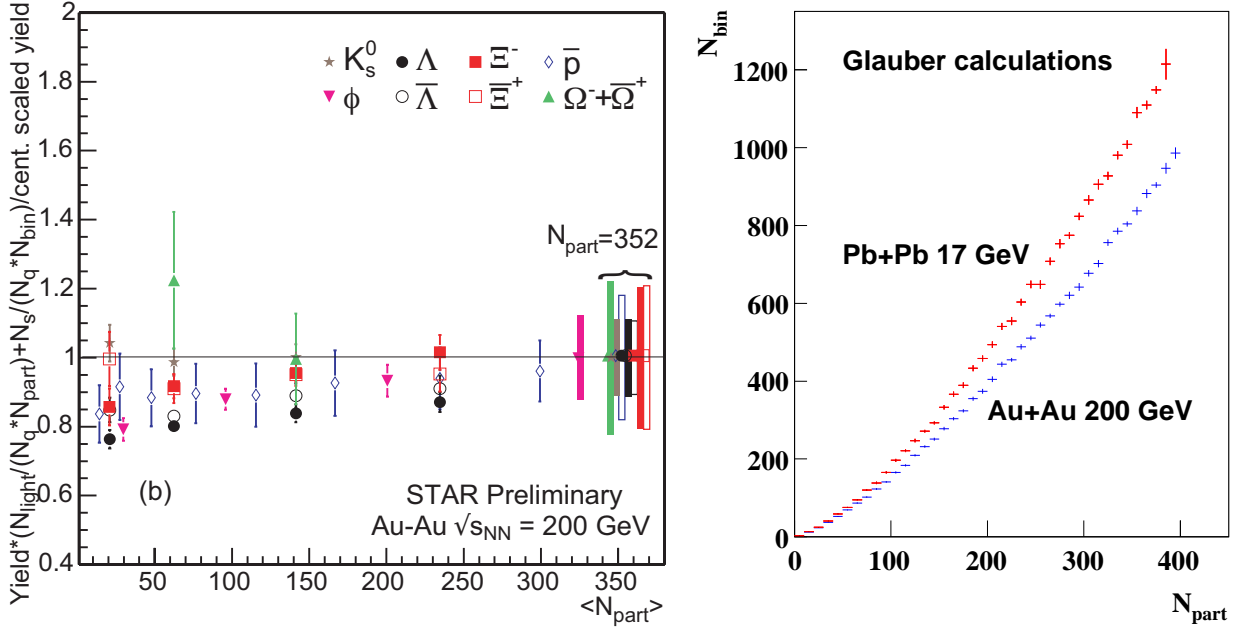 Yield*(N_light/(N_q*N_part)+N_s/(N_q*N_bin)/cent. scaled yield
2
1.8
1.6
1.4
1.2
1
0.8
0.6
0.4
K_s^0 Λ Ξ^- p̅
ϕ Λ̅ Ξ̅^+ Ω^-+Ω̅^+
N_part=352
(b)
STAR Preliminary
Au-Au √s_NN = 200 GeV
50 100 150 200 250 300 350
<N_part>
N_bin
1200
1000
800
600
400
200
0
Glauber calculations
Pb+Pb 17 GeV
Au+Au 200 GeV
0 100 200 300 400
N_part